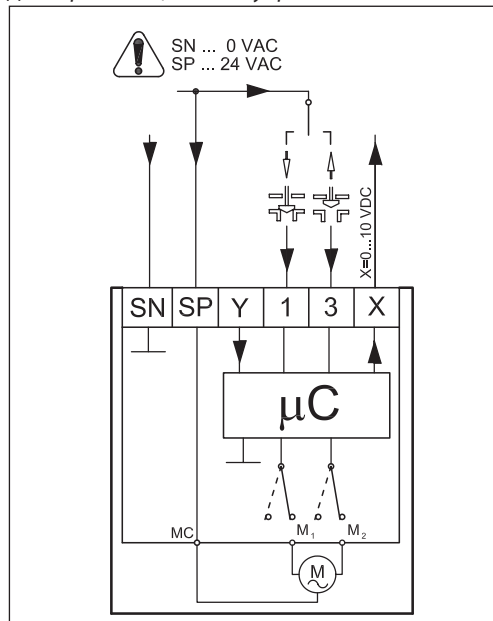 SN ... 0 VAC
SP ... 24 VAC
X=0...10 VDC
SN SP Y 1 3 X
µC
MC M₁ M₂
M